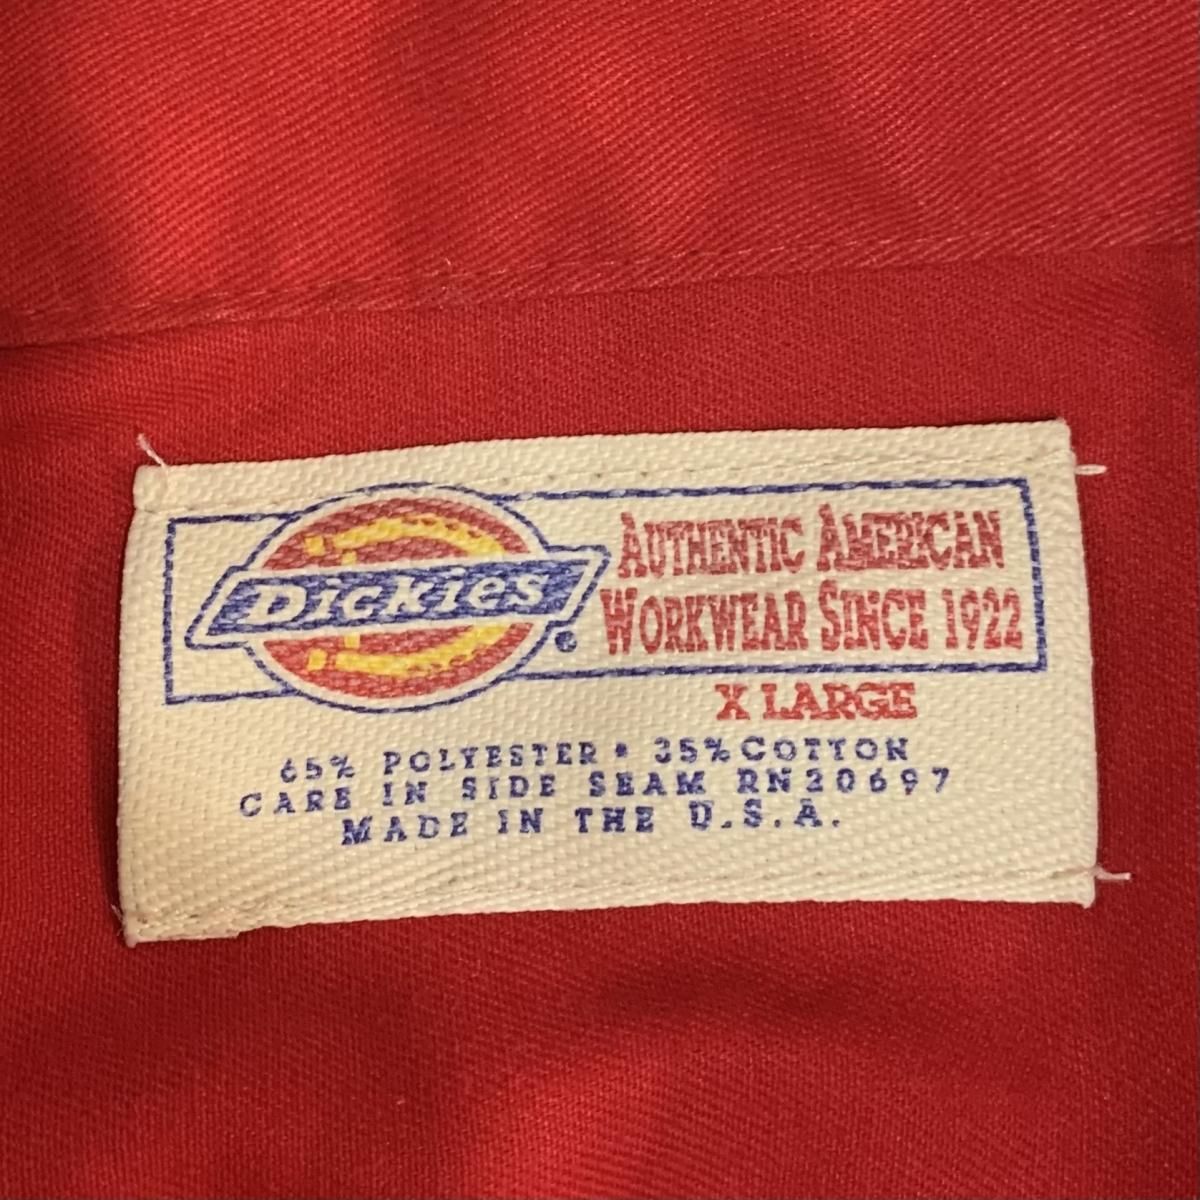 Dickies
AUTHENTIC AMERICAN
WORKWEAR SINCE 1922
X LARGE
65% POLYESTER • 35% COTTON
CARE IN SIDE SEAM RN20697
MADE IN THE U.S.A.